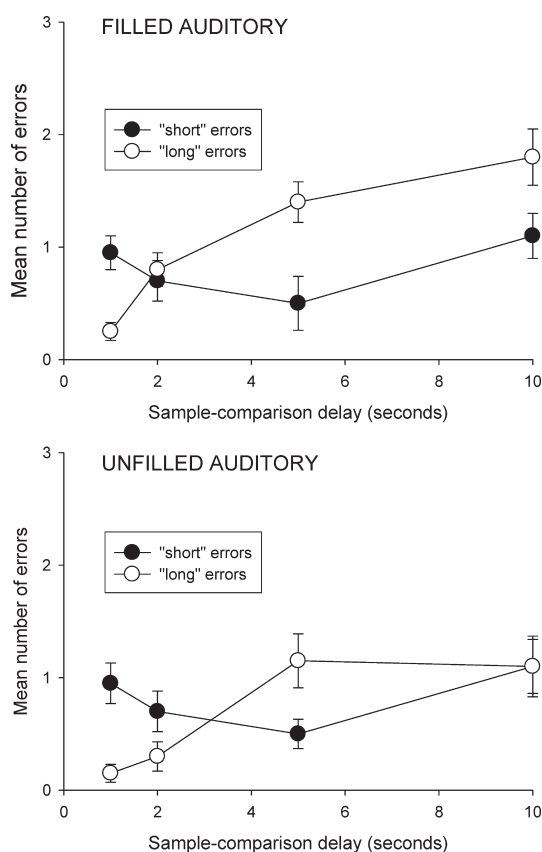 FILLED AUDITORY
3
2
1
0
Mean number of errors
"short" errors
"long" errors
0 2 4 6 8 10
Sample-comparison delay (seconds)
UNFILLED AUDITORY
3
2
1
0
Mean number of errors
"short" errors
"long" errors
0 2 4 6 8 10
Sample-comparison delay (seconds)